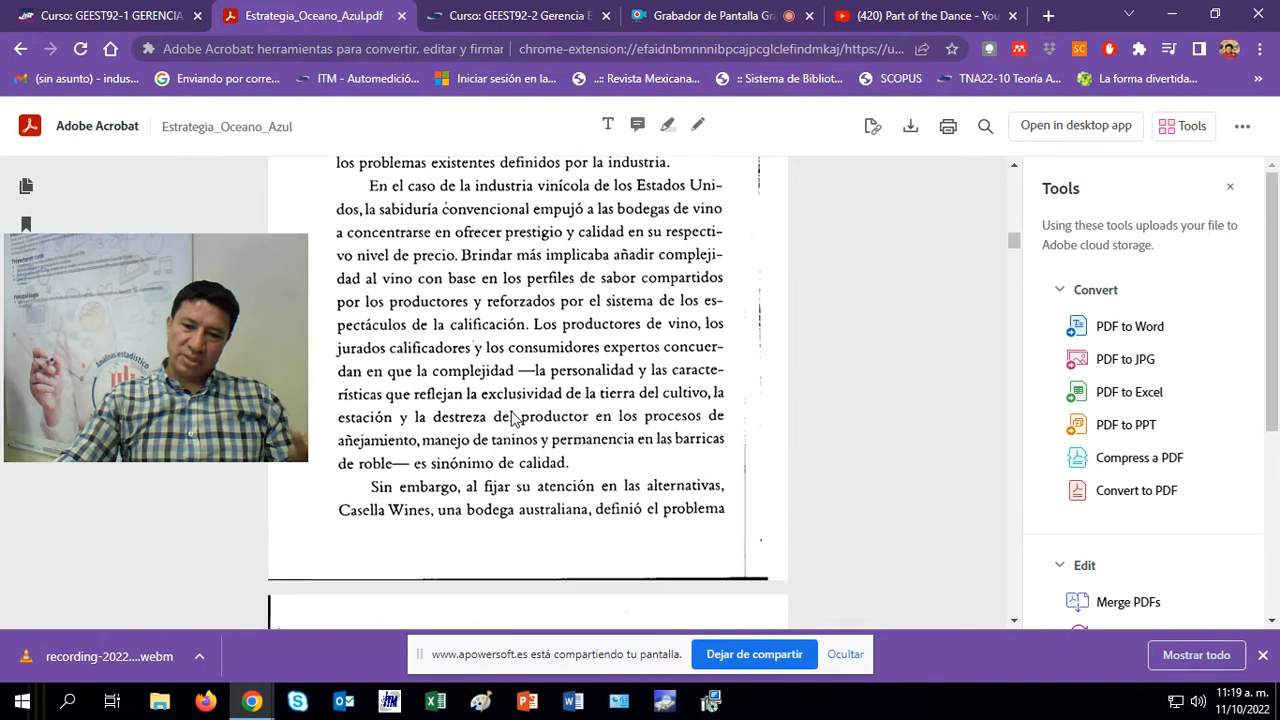 Curso: GEEST92-1 GERENCIA
Estrategia_Oceano_Azul.pdf
Curso: GEEST92-2 Gerencia E
Grabador de Pantalla Gr
(420) Part of the Dance - You
Adobe Acrobat: herramientas para convertir, editar y firmar
chrome-extension://efaidnbmnnnibpcajpcglclefindmkaj/https://u...
(sin asunto) - indus...
Enviando por corre...
ITM - Automedició...
Iniciar sesión en la...
..:: Revista Mexicana...
:: Sistema de Bibliot...
SCOPUS
TNA22-10 Teoría A...
La forma divertida...
»
Adobe Acrobat
Estrategia_Oceano_Azul
Open in desktop app
Tools
los problemas existentes definidos por la industria.
En el caso de la industria vinícola de los Estados Uni-
dos, la sabiduría convencional empujó a las bodegas de vino
a concentrarse en ofrecer prestigio y calidad en su respecti-
vo nivel de precio. Brindar más implicaba añadir compleji-
dad al vino con base en los perfiles de sabor compartidos
por los productores y reforzados por el sistema de los es-
pectáculos de la calificación. Los productores de vino, los
jurados calificadores y los consumidores expertos concuer-
dan en que la complejidad —la personalidad y las caracte-
rísticas que reflejan la exclusividad de la tierra del cultivo, la
estación y la destreza del productor en los procesos de
añejamiento, manejo de taninos y permanencia en las barricas
de roble— es sinónimo de calidad.
Sin embargo, al fijar su atención en las alternativas,
Casella Wines, una bodega australiana, definió el problema
Análisis estadístico
Tools
Using these tools uploads your file to
Adobe cloud storage.
Convert
PDF to Word
PDF to JPG
PDF to Excel
PDF to PPT
Compress a PDF
Convert to PDF
Edit
Merge PDFs
recording-2022....webm
www.apowersoft.es está compartiendo tu pantalla.
Dejar de compartir
Ocultar
Mostrar todo
11:19 a. m.
11/10/2022